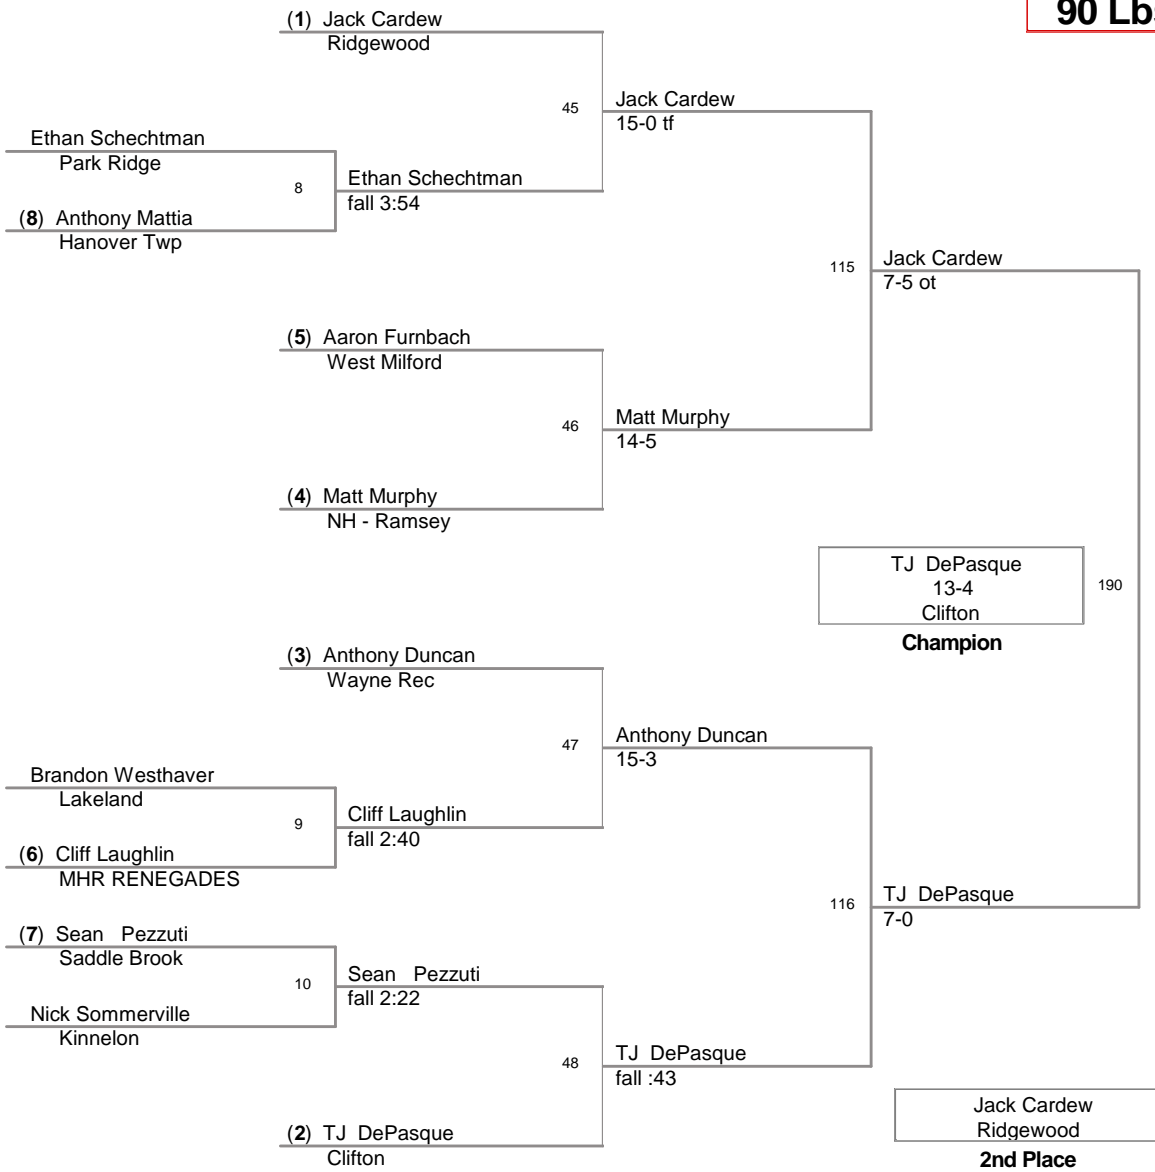 90 Lbs
(1) Jack Cardew
Ridgewood
45
Jack Cardew
15-0 tf
Ethan Schechtman
Park Ridge
8
Ethan Schechtman
fall 3:54
(8) Anthony Mattia
Hanover Twp
115
Jack Cardew
7-5 ot
(5) Aaron Furnbach
West Milford
46
Matt Murphy
14-5
(4) Matt Murphy
NH - Ramsey
TJ DePasque
13-4
Clifton
Champion
190
(3) Anthony Duncan
Wayne Rec
47
Anthony Duncan
15-3
Brandon Westhaver
Lakeland
9
Cliff Laughlin
fall 2:40
(6) Cliff Laughlin
MHR RENEGADES
116
TJ DePasque
7-0
(7) Sean Pezzuti
Saddle Brook
10
Sean Pezzuti
fall 2:22
Nick Sommerville
Kinnelon
48
TJ DePasque
fall :43
(2) TJ DePasque
Clifton
Jack Cardew
Ridgewood
2nd Place